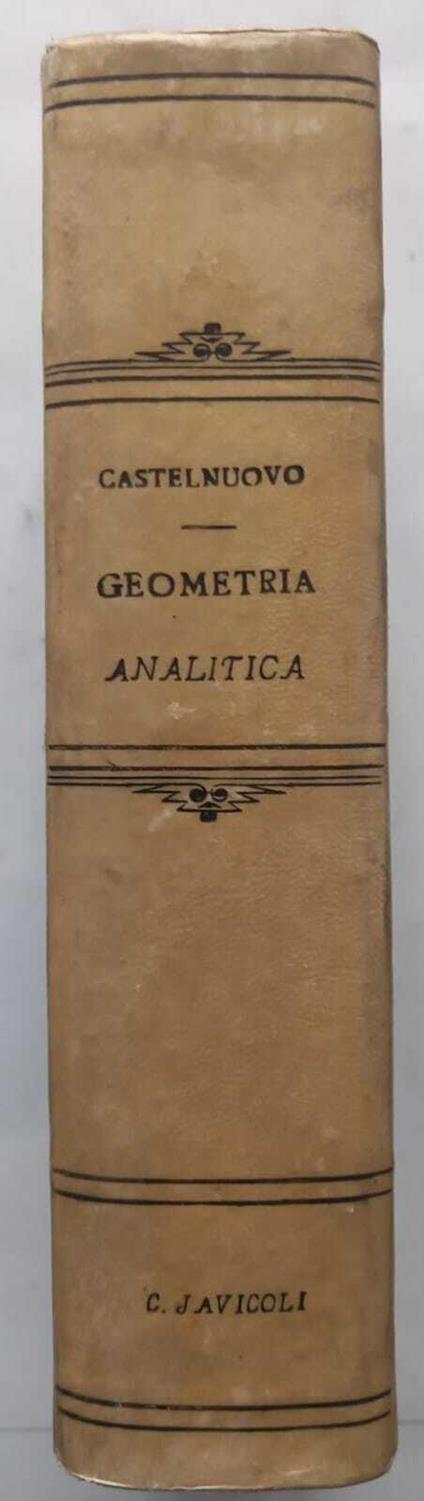 CASTELNUOVO
GEOMETRIA
ANALITICA
C. JAVICOLI